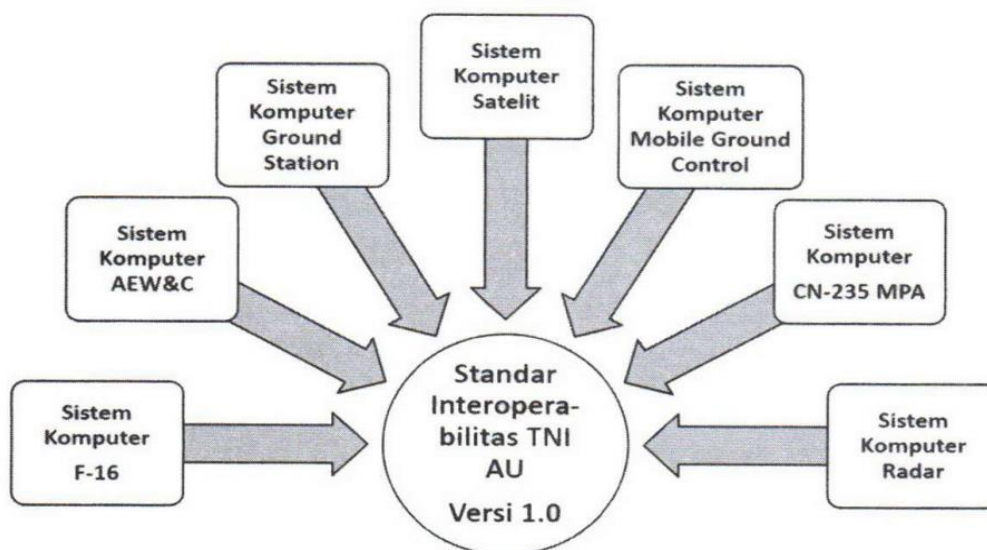 Sistem
Komputer
Satelit
Sistem
Komputer
Ground
Station
Sistem
Komputer
Mobile Ground
Control
Sistem
Komputer
AEW&C
Sistem
Komputer
CN-235 MPA
Sistem
Komputer
F-16
Standar
Interopera-
bilitas TNI
AU
Versi 1.0
Sistem
Komputer
Radar